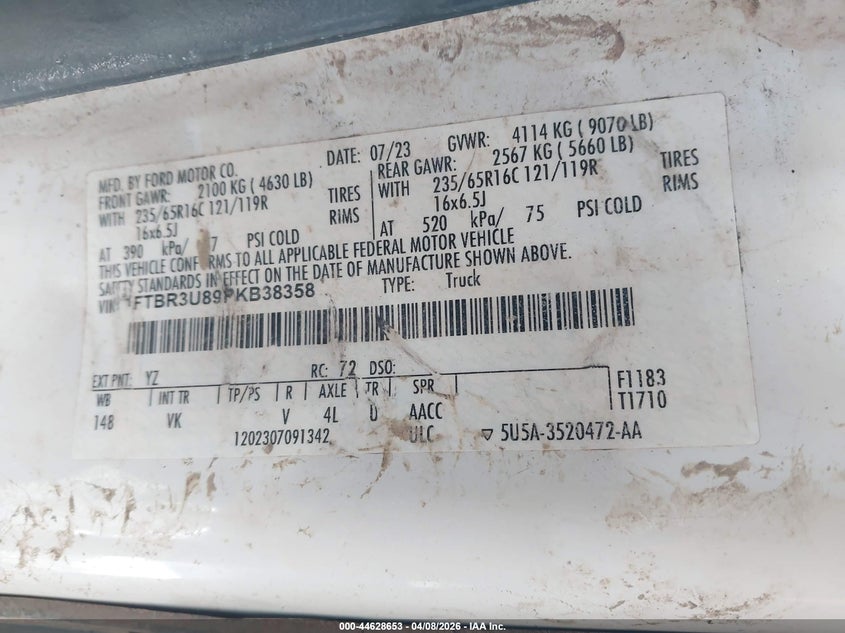 MFD. BY FORD MOTOR CO.
DATE: 07/23 GVWR: 4114 KG ( 9070 LB)
FRONT GAWR: 2100 KG ( 4630 LB)
WITH 235/65R16C 121/119R TIRES
16x6.5J RIMS
AT 390 kPa/ PSI COLD
REAR GAWR: 2567 KG ( 5660 LB)
WITH 235/65R16C 121/119R TIRES
16x6.5J RIMS
AT 520 kPa/ 75 PSI COLD
THIS VEHICLE CONFORMS TO ALL APPLICABLE FEDERAL MOTOR VEHICLE
SAFETY STANDARDS IN EFFECT ON THE DATE OF MANUFACTURE SHOWN ABOVE.
VIN: FTBR3U89PKB38358 TYPE: Truck
EXT PNT: YZ RC: 72 DSO:
WB INT TR TP/PS R AXLE TR SPR
148 VK V 4L U AACC
F1183
T1710
1202307091342 ULC ▽ 5U5A-3520472-AA
000-44628653 - 04/08/2026 - IAA Inc.